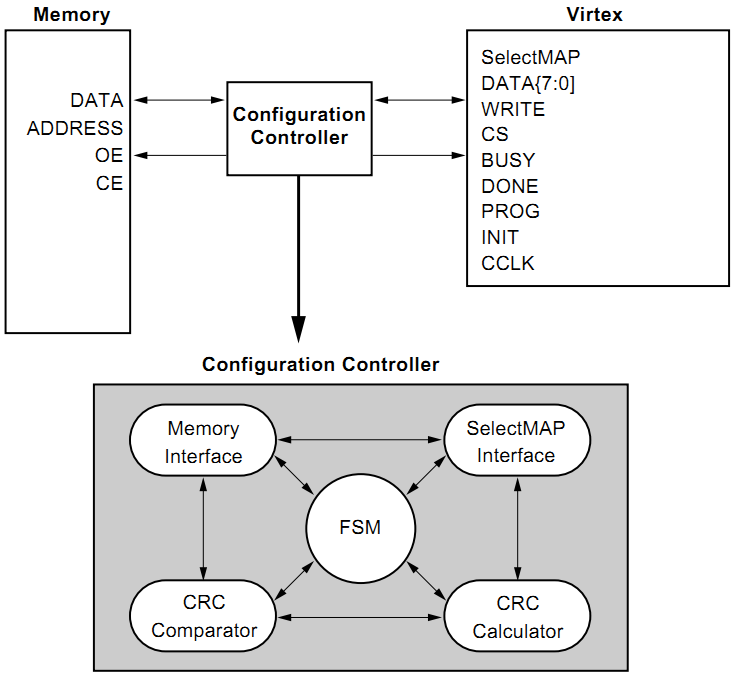 Memory
Virtex
DATA
ADDRESS
OE
CE
Configuration
Controller
SelectMAP
DATA{7:0]
WRITE
CS
BUSY
DONE
PROG
INIT
CCLK
Configuration Controller
Memory
Interface
SelectMAP
Interface
FSM
CRC
Comparator
CRC
Calculator